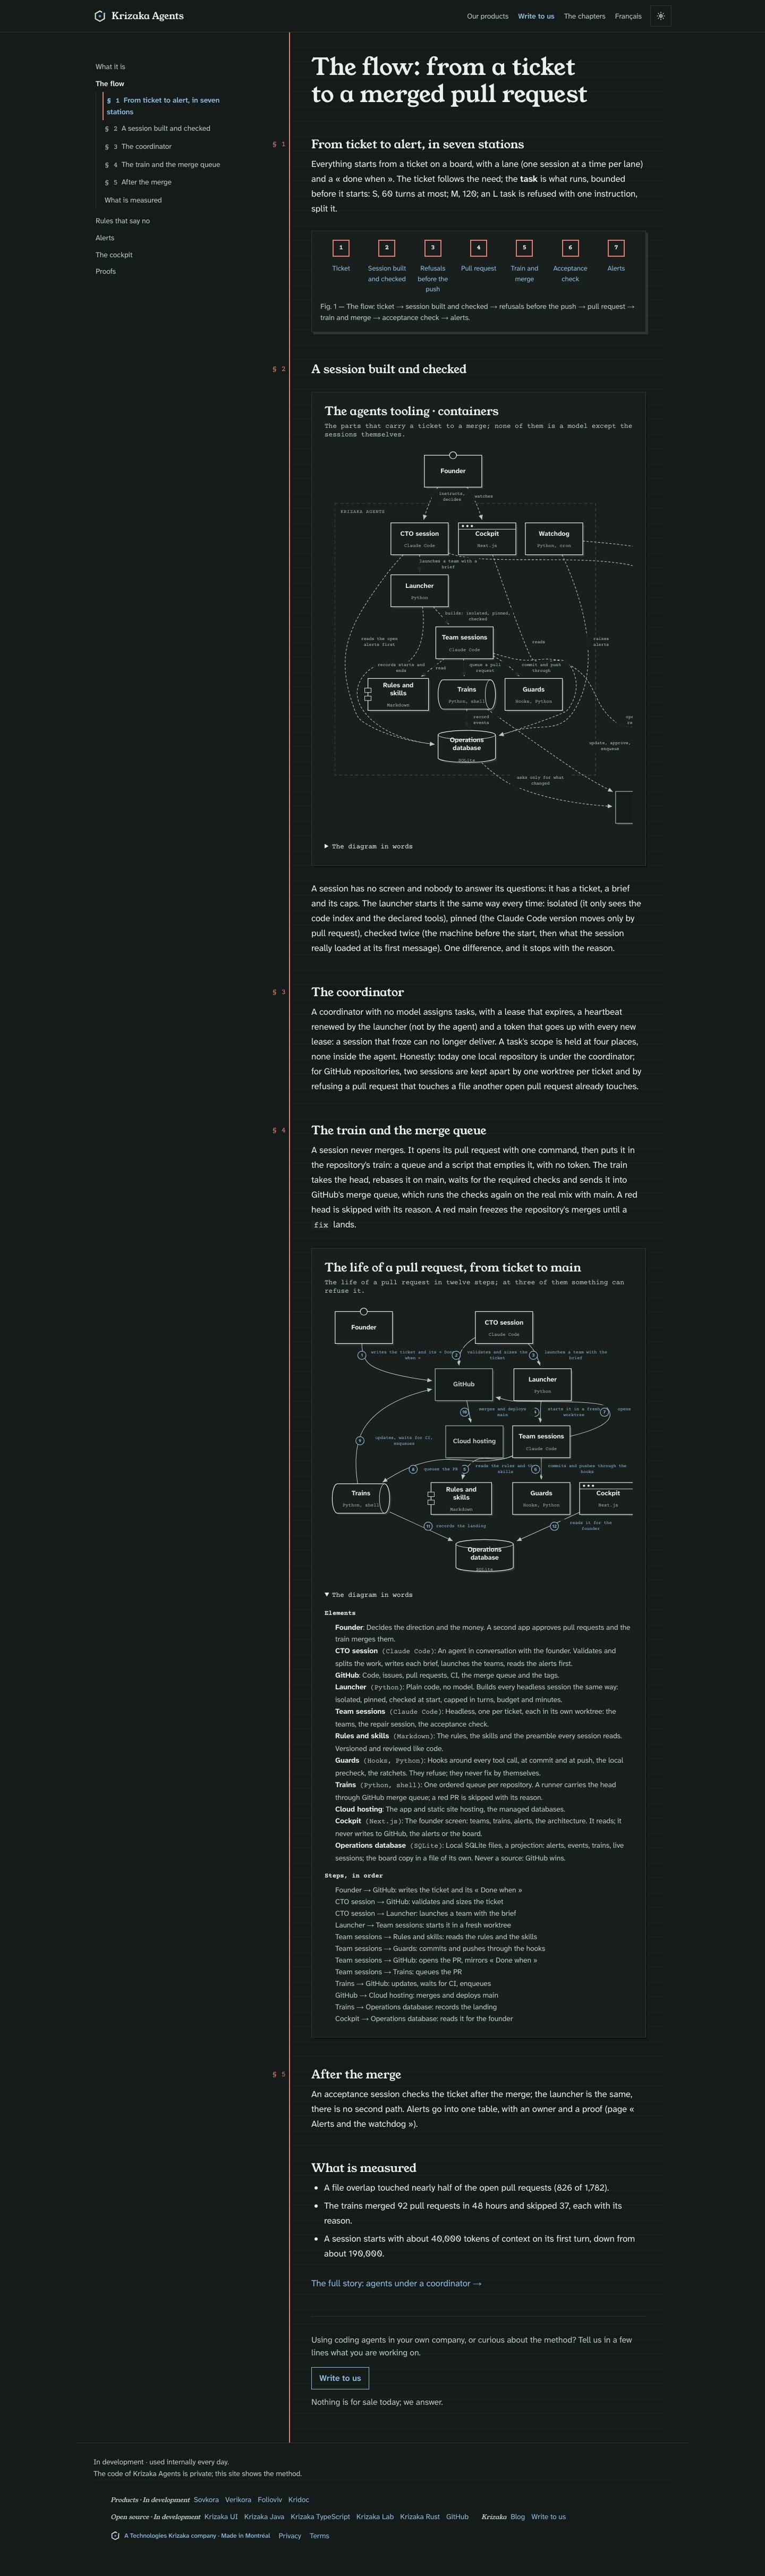 Krizaka Agents
Our products Write to us The chapters Français
What it is
The flow
§ 1 From ticket to alert, in seven
stations
§ 2 A session built and checked
§ 3 The coordinator
§ 4 The train and the merge queue
§ 5 After the merge
What is measured
Rules that say no
Alerts
The cockpit
Proofs
The flow: from a ticket
to a merged pull request
§ 1
From ticket to alert, in seven stations
Everything starts from a ticket on a board, with a lane (one session at a time per lane)
and a « done when ». The ticket follows the need; the task is what runs, bounded
before it starts: S, 60 turns at most; M, 120; an L task is refused with one instruction,
split it.
1 2 3 4 5 6 7
Ticket Session built Refusals Pull request Train and Acceptance Alerts
and checked before the merge check
push
Fig. 1 — The flow: ticket → session built and checked → refusals before the push → pull request →
train and merge → acceptance check → alerts.
§ 2
A session built and checked
The agents tooling · containers
The parts that carry a ticket to a merge; none of them is a model except the
sessions themselves.
Founder
instructs,
decides
watches
KRIZAKA AGENTS
CTO session
Claude Code
Cockpit
Next.js
Watchdog
Python, cron
launches a team with a
brief
Launcher
Python
builds: isolated, pinned,
checked
Team sessions
Claude Code
reads the open
alerts first
reads
raises
alerts
records starts and
ends
read
queue a pull
request
commit and push
through
Rules and
skills
Markdown
Trains
Python, shell
Guards
Hooks, Python
record
events
Operations
database
SQLite
update, approve,
enqueue
asks only for what
changed
▶ The diagram in words
A session has no screen and nobody to answer its questions: it has a ticket, a brief
and its caps. The launcher starts it the same way every time: isolated (it only sees the
code index and the declared tools), pinned (the Claude Code version moves only by
pull request), checked twice (the machine before the start, then what the session
really loaded at its first message). One difference, and it stops with the reason.
§ 3
The coordinator
A coordinator with no model assigns tasks, with a lease that expires, a heartbeat
renewed by the launcher (not by the agent) and a token that goes up with every new
lease: a session that froze can no longer deliver. A task's scope is held at four places,
none inside the agent. Honestly: today one local repository is under the coordinator;
for GitHub repositories, two sessions are kept apart by one worktree per ticket and by
refusing a pull request that touches a file another open pull request already touches.
§ 4
The train and the merge queue
A session never merges. It opens its pull request with one command, then puts it in
the repository's train: a queue and a script that empties it, with no token. The train
takes the head, rebases it on main, waits for the required checks and sends it into
GitHub's merge queue, which runs the checks again on the real mix with main. A red
head is skipped with its reason. A red main freezes the repository's merges until a
fix lands.
The life of a pull request, from ticket to main
The life of a pull request in twelve steps; at three of them something can
refuse it.
Founder
CTO session
Claude Code
1 writes the ticket and its « Done
when »
2 validates and sizes the
ticket
3 launches a team with the
brief
GitHub
Launcher
Python
10 merges and deploys
main
starts it in a fresh
worktree
7 opens
Cloud hosting
Team sessions
Claude Code
9 updates, waits for CI,
enqueues
8 queues the PR
5 reads the rules and the
skills
6 commits and pushes through the
hooks
Trains
Python, shell
Rules and
skills
Markdown
Guards
Hooks, Python
Cockpit
Next.js
11 records the landing
12 reads it for the
founder
Operations
database
SQLite
▼ The diagram in words
Elements
Founder: Decides the direction and the money. A second app approves pull requests and the
train merges them.
CTO session (Claude Code): An agent in conversation with the founder. Validates and
splits the work, writes each brief, launches the teams, reads the alerts first.
GitHub: Code, issues, pull requests, CI, the merge queue and the tags.
Launcher (Python): Plain code, no model. Builds every headless session the same way:
isolated, pinned, checked at start, capped in turns, budget and minutes.
Team sessions (Claude Code): Headless, one per ticket, each in its own worktree: the
teams, the repair session, the acceptance check.
Rules and skills (Markdown): The rules, the skills and the preamble every session reads.
Versioned and reviewed like code.
Guards (Hooks, Python): Hooks around every tool call, at commit and at push, the local
precheck, the ratchets. They refuse; they never fix by themselves.
Trains (Python, shell): One ordered queue per repository. A runner carries the head
through GitHub merge queue; a red PR is skipped with its reason.
Cloud hosting: The app and static site hosting, the managed databases.
Cockpit (Next.js): The founder screen: teams, trains, alerts, the architecture. It reads; it
never writes to GitHub, the alerts or the board.
Operations database (SQLite): Local SQLite files, a projection: alerts, events, trains, live
sessions; the board copy in a file of its own. Never a source: GitHub wins.
Steps, in order
Founder → GitHub: writes the ticket and its « Done when »
CTO session → GitHub: validates and sizes the ticket
CTO session → Launcher: launches a team with the brief
Launcher → Team sessions: starts it in a fresh worktree
Team sessions → Rules and skills: reads the rules and the skills
Team sessions → Guards: commits and pushes through the hooks
Team sessions → GitHub: opens the PR, mirrors « Done when »
Team sessions → Trains: queues the PR
Trains → GitHub: updates, waits for CI, enqueues
GitHub → Cloud hosting: merges and deploys main
Trains → Operations database: records the landing
Cockpit → Operations database: reads it for the founder
§ 5
After the merge
An acceptance session checks the ticket after the merge; the launcher is the same,
there is no second path. Alerts go into one table, with an owner and a proof (page «
Alerts and the watchdog »).
What is measured
• A file overlap touched nearly half of the open pull requests (826 of 1,782).
• The trains merged 92 pull requests in 48 hours and skipped 37, each with its
reason.
• A session starts with about 40,000 tokens of context on its first turn, down from
about 190,000.
The full story: agents under a coordinator →
Using coding agents in your own company, or curious about the method? Tell us in a few
lines what you are working on.
Write to us
Nothing is for sale today; we answer.
In development · used internally every day.
The code of Krizaka Agents is private; this site shows the method.
Products · In development Sovkora Verikora Folioviv Kridoc
Open source · In development Krizaka UI Krizaka Java Krizaka TypeScript Krizaka Lab Krizaka Rust GitHub Krizaka Blog Write to us
A Technologies Krizaka company · Made in Montréal Privacy Terms